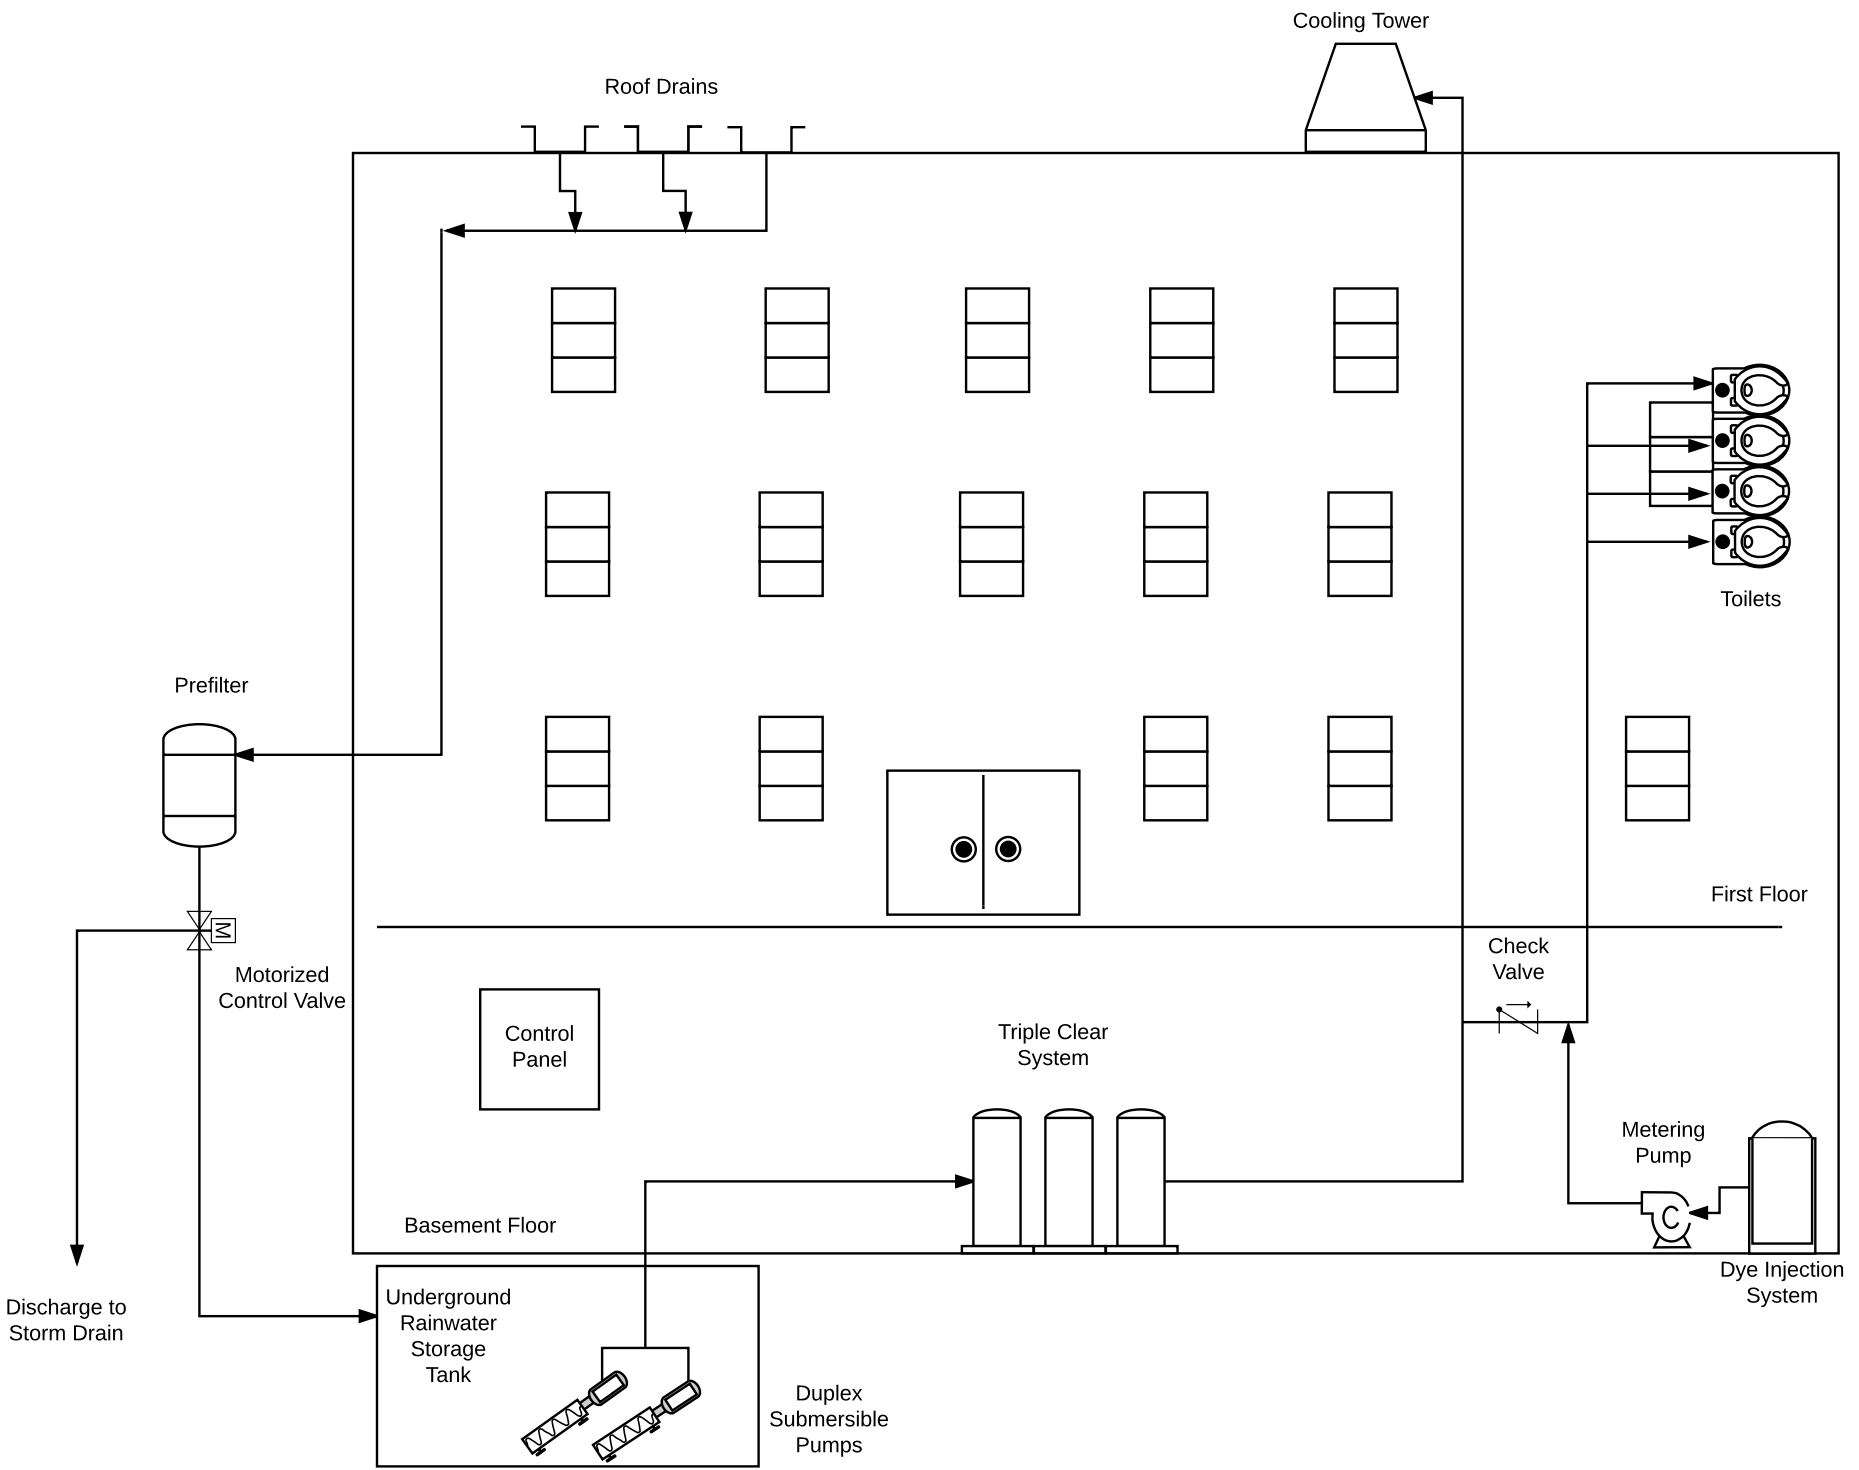 Cooling Tower
Roof Drains
Toilets
Prefilter
First Floor
M
Motorized
Control Valve
Check
Valve
Control
Panel
Triple Clear
System
Metering
Pump
Basement Floor
Dye Injection
System
Discharge to
Storm Drain
Underground
Rainwater
Storage
Tank
Duplex
Submersible
Pumps